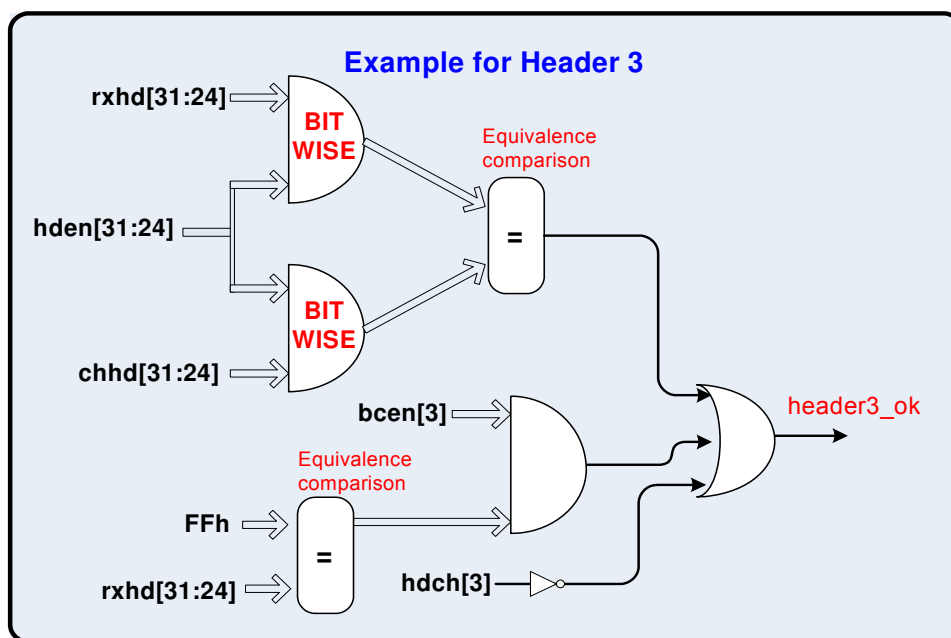 Example for Header 3
rxhd[31:24]
BIT
WISE
Equivalence
comparison
hden[31:24]
=
BIT
WISE
chhd[31:24]
bcen[3]
header3_ok
Equivalence
comparison
FFh
=
rxhd[31:24]
hdch[3]